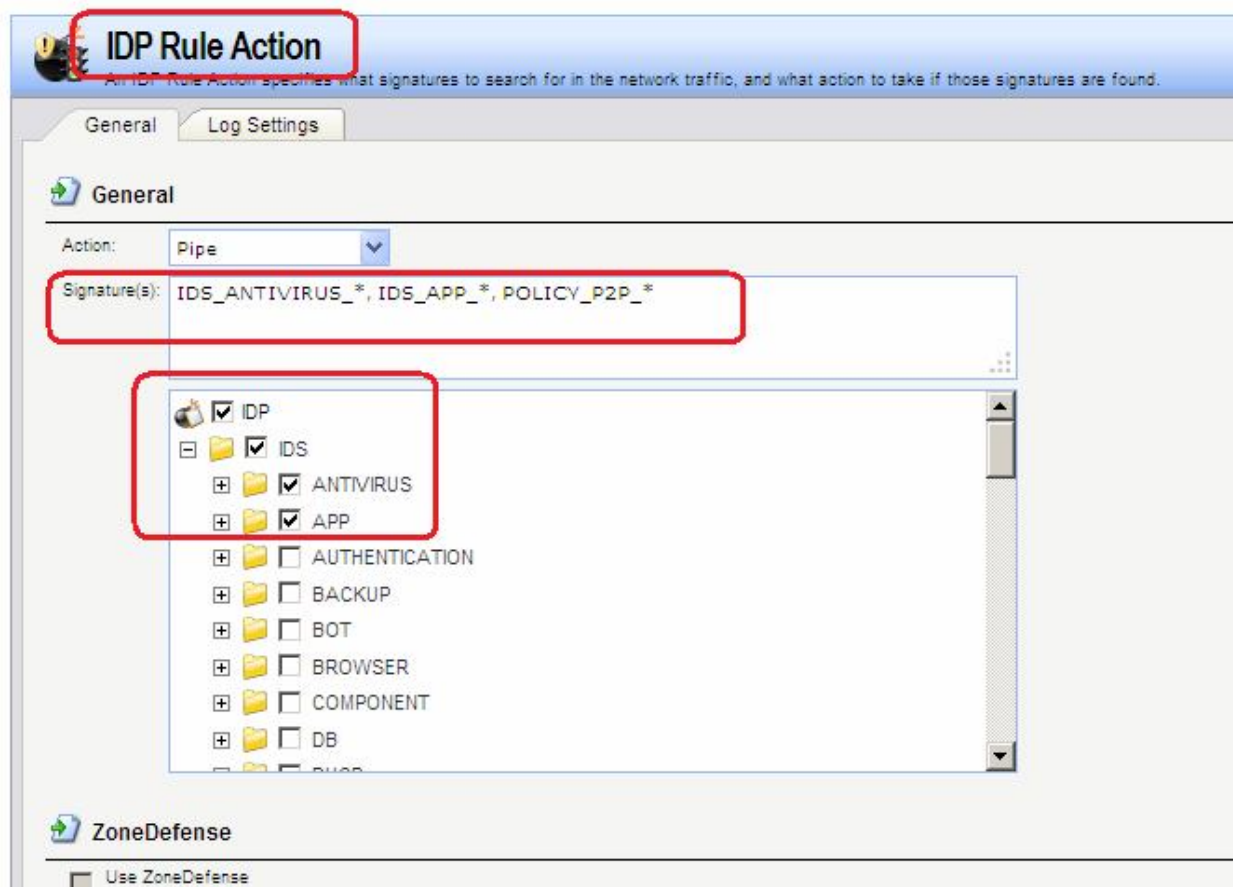 IDP Rule Action
An IDP Rule Action specifies what signatures to search for in the network traffic, and what action to take if those signatures are found.
General
Log Settings
General
Action:
Pipe
Signature(s):
IDS_ANTIVIRUS_*, IDS_APP_*, POLICY_P2P_*
IDP
IDS
ANTIVIRUS
APP
AUTHENTICATION
BACKUP
BOT
BROWSER
COMPONENT
DB
ZoneDefense
Use ZoneDefense